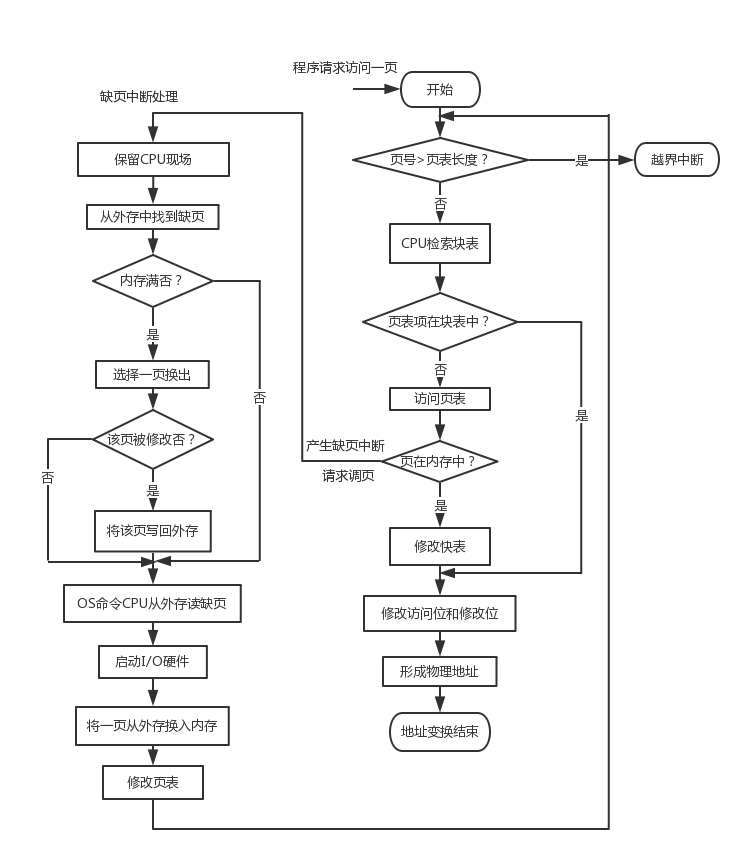 程序请求访问一页
开始
缺页中断处理
保留CPU现场
页号>页表长度？
是
越界中断
否
从外存中找到缺页
CPU检索块表
内存满否？
页表项在块表中？
是
否
选择一页换出
否
访问页表
是
该页被修改否？
产生缺页中断
页在内存中？
请求调页
否
是
是
将该页写回外存
修改快表
OS命令CPU从外存读缺页
修改访问位和修改位
启动I/O硬件
形成物理地址
将一页从外存换入内存
地址变换结束
修改页表